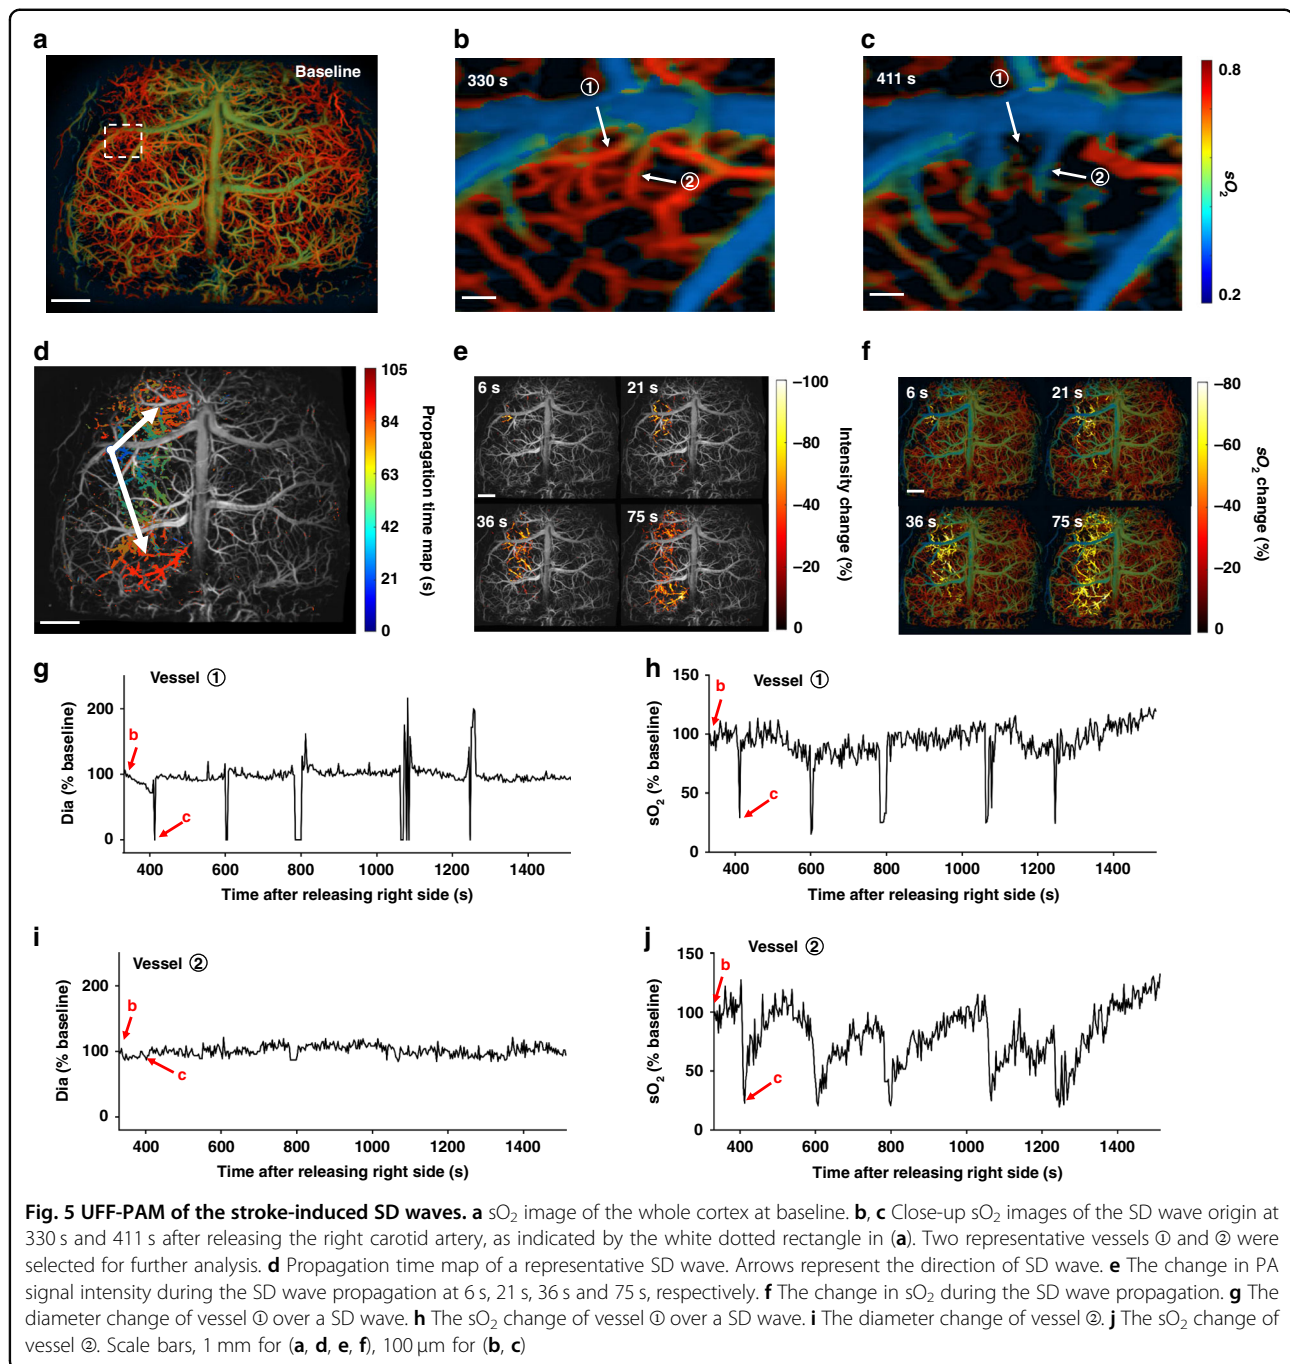 a
Baseline
b
330 s
①
②
c
411 s
①
②
0.8
sO₂
0.2
d
105
84
63
42
21
0
Propagation time map (s)
e
6 s
21 s
36 s
75 s
−100
−80
−60
−40
−20
0
Intensity change (%)
f
6 s
21 s
36 s
75 s
−80
−60
−40
−20
0
sO₂ change (%)
g
Vessel ①
Dia (% baseline)
200
100
0
b
c
400 600 800 1000 1200 1400
Time after releasing right side (s)
h
Vessel ①
sO₂ (% baseline)
150
100
50
0
b
c
400 600 800 1000 1200 1400
Time after releasing right side (s)
i
Vessel ②
Dia (% baseline)
200
100
0
b
c
400 600 800 1000 1200 1400
Time after releasing right side (s)
j
Vessel ②
sO₂ (% baseline)
150
100
50
0
b
c
400 600 800 1000 1200 1400
Time after releasing right side (s)
Fig. 5 UFF-PAM of the stroke-induced SD waves. a sO₂ image of the whole cortex at baseline. b, c Close-up sO₂ images of the SD wave origin at
330 s and 411 s after releasing the right carotid artery, as indicated by the white dotted rectangle in (a). Two representative vessels ① and ② were
selected for further analysis. d Propagation time map of a representative SD wave. Arrows represent the direction of SD wave. e The change in PA
signal intensity during the SD wave propagation at 6 s, 21 s, 36 s and 75 s, respectively. f The change in sO₂ during the SD wave propagation. g The
diameter change of vessel ① over a SD wave. h The sO₂ change of vessel ① over a SD wave. i The diameter change of vessel ②. j The sO₂ change of
vessel ②. Scale bars, 1 mm for (a, d, e, f), 100 μm for (b, c)